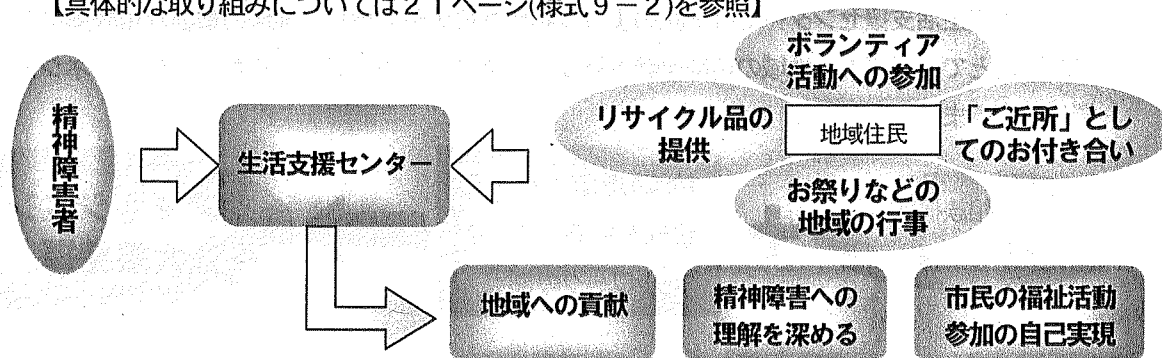 【具体的な取り組みについては21ページ(様式9-2)を参照】
精神障害者
生活支援センター
ボランティア
活動への参加
リサイクル品の
提供
地域住民
「ご近所」とし
てのお付き合い
お祭りなどの
地域の行事
地域への貢献
精神障害への
理解を深める
市民の福祉活動
参加の自己実現